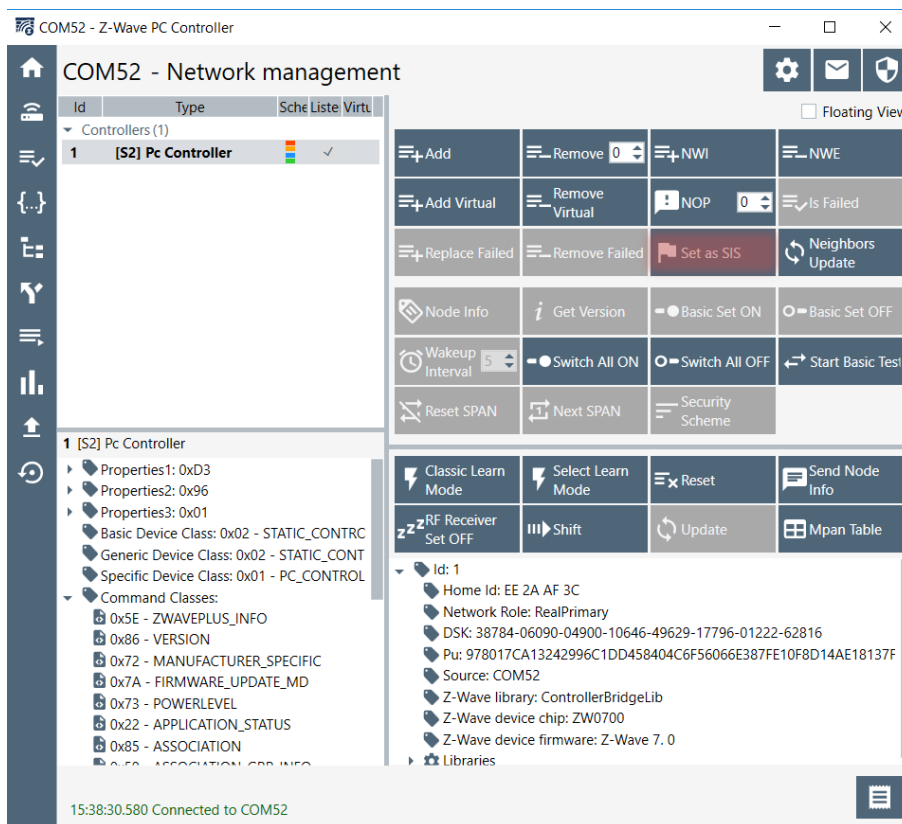 COM52 - Z-Wave PC Controller
COM52 - Network management
Id Type Sche Liste Virtu
Floating View
Controllers (1)
1 [S2] Pc Controller
Add
Remove 0
NWI
NWE
Add Virtual
Remove Virtual
NOP 0
Is Failed
Replace Failed
Remove Failed
Set as SIS
Neighbors Update
Node Info
Get Version
Basic Set ON
Basic Set OFF
Wakeup Interval 5
Switch All ON
Switch All OFF
Start Basic Test
Reset SPAN
Next SPAN
Security Scheme
1 [S2] Pc Controller
Properties1: 0xD3
Properties2: 0x96
Properties3: 0x01
Basic Device Class: 0x02 - STATIC_CONTRC
Generic Device Class: 0x02 - STATIC_CONT
Specific Device Class: 0x01 - PC_CONTROL
Command Classes:
0x5E - ZWAVEPLUS_INFO
0x86 - VERSION
0x72 - MANUFACTURER_SPECIFIC
0x7A - FIRMWARE_UPDATE_MD
0x73 - POWERLEVEL
0x22 - APPLICATION_STATUS
0x85 - ASSOCIATION
Classic Learn Mode
Select Learn Mode
Reset
Send Node Info
RF Receiver Set OFF
Shift
Update
Mpan Table
Id: 1
Home Id: EE 2A AF 3C
Network Role: RealPrimary
DSK: 38784-06090-04900-10646-49629-17796-01222-62816
Pu: 978017CA13242996C1DD458404C6F56066E387FE10F8D14AE18137F
Source: COM52
Z-Wave library: ControllerBridgeLib
Z-Wave device chip: ZW0700
Z-Wave device firmware: Z-Wave 7. 0
Libraries
15:38:30.580 Connected to COM52